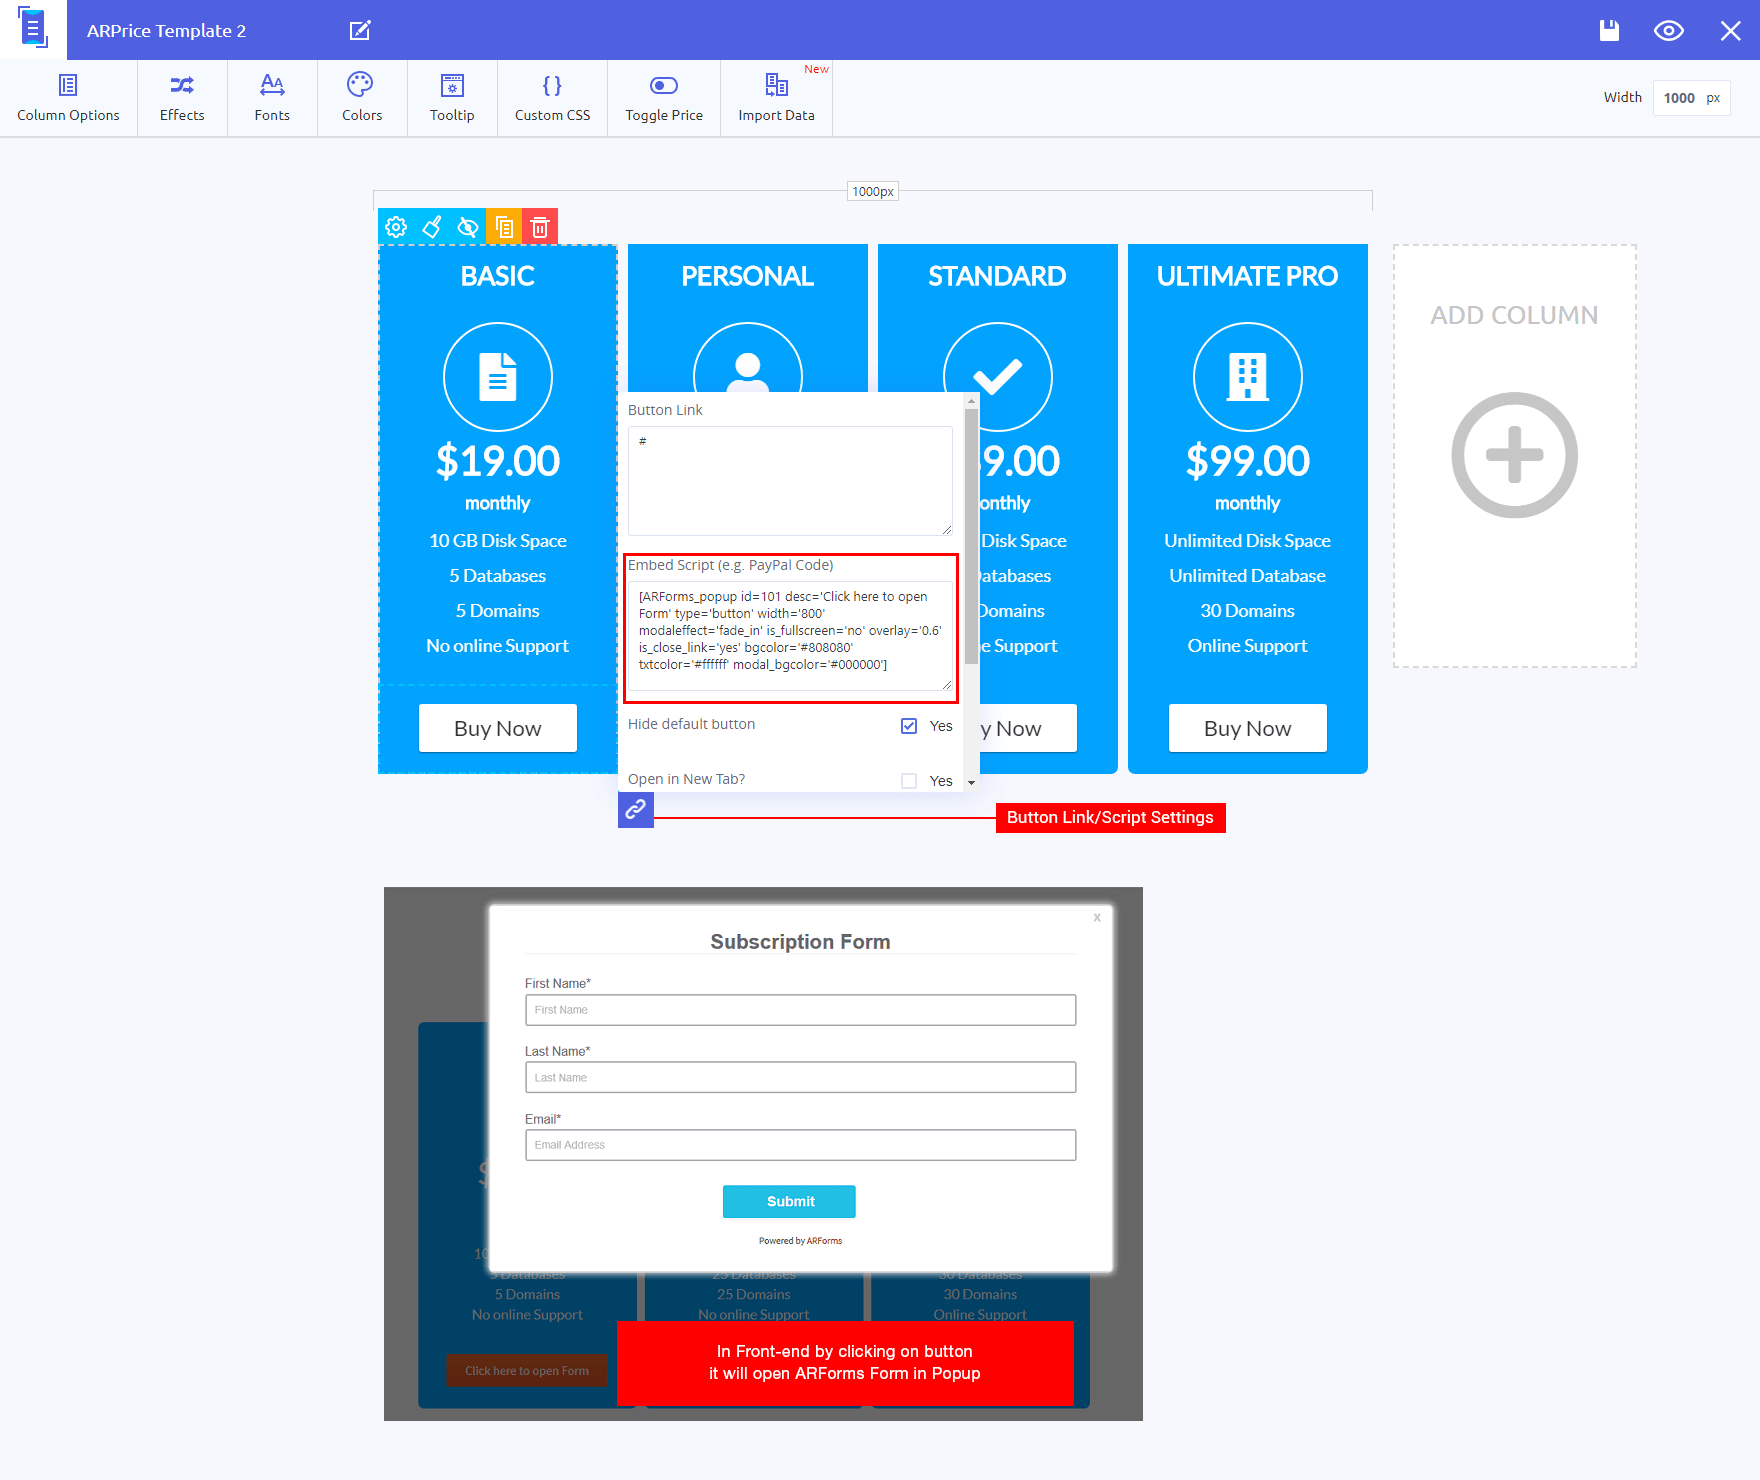 ARPrice Template 2
Column Options
Effects
Fonts
Colors
Tooltip
Custom CSS
Toggle Price
Import Data
New
Width
1000 px
1000px
BASIC
$19.00
monthly
10 GB Disk Space
5 Databases
5 Domains
No online Support
Buy Now
PERSONAL
Button Link
#
Embed Script (e.g. PayPal Code)
[ARForms_popup id=101 desc='Click here to open
Form' type='button' width='800'
modaleffect='fade_in' is_fullscreen='no' overlay='0.6'
is_close_link='yes' bgcolor='#808080'
txtcolor='#ffffff' modal_bgcolor='#000000']
Hide default button
Yes
Open in New Tab?
Yes
STANDARD
9.00
onthly
Disk Space
atabases
Domains
e Support
y Now
ULTIMATE PRO
$99.00
monthly
Unlimited Disk Space
Unlimited Database
30 Domains
Online Support
Buy Now
ADD COLUMN
Button Link/Script Settings
x
Subscription Form
First Name*
First Name
Last Name*
Last Name
Email*
Email Address
Submit
Powered by ARForms
$
10
5 Databases
5 Domains
No online Support
Click here to open Form
25 Databases
25 Domains
No online Support
30 Databases
30 Domains
Online Support
In Front-end by clicking on button
it will open ARForms Form in Popup